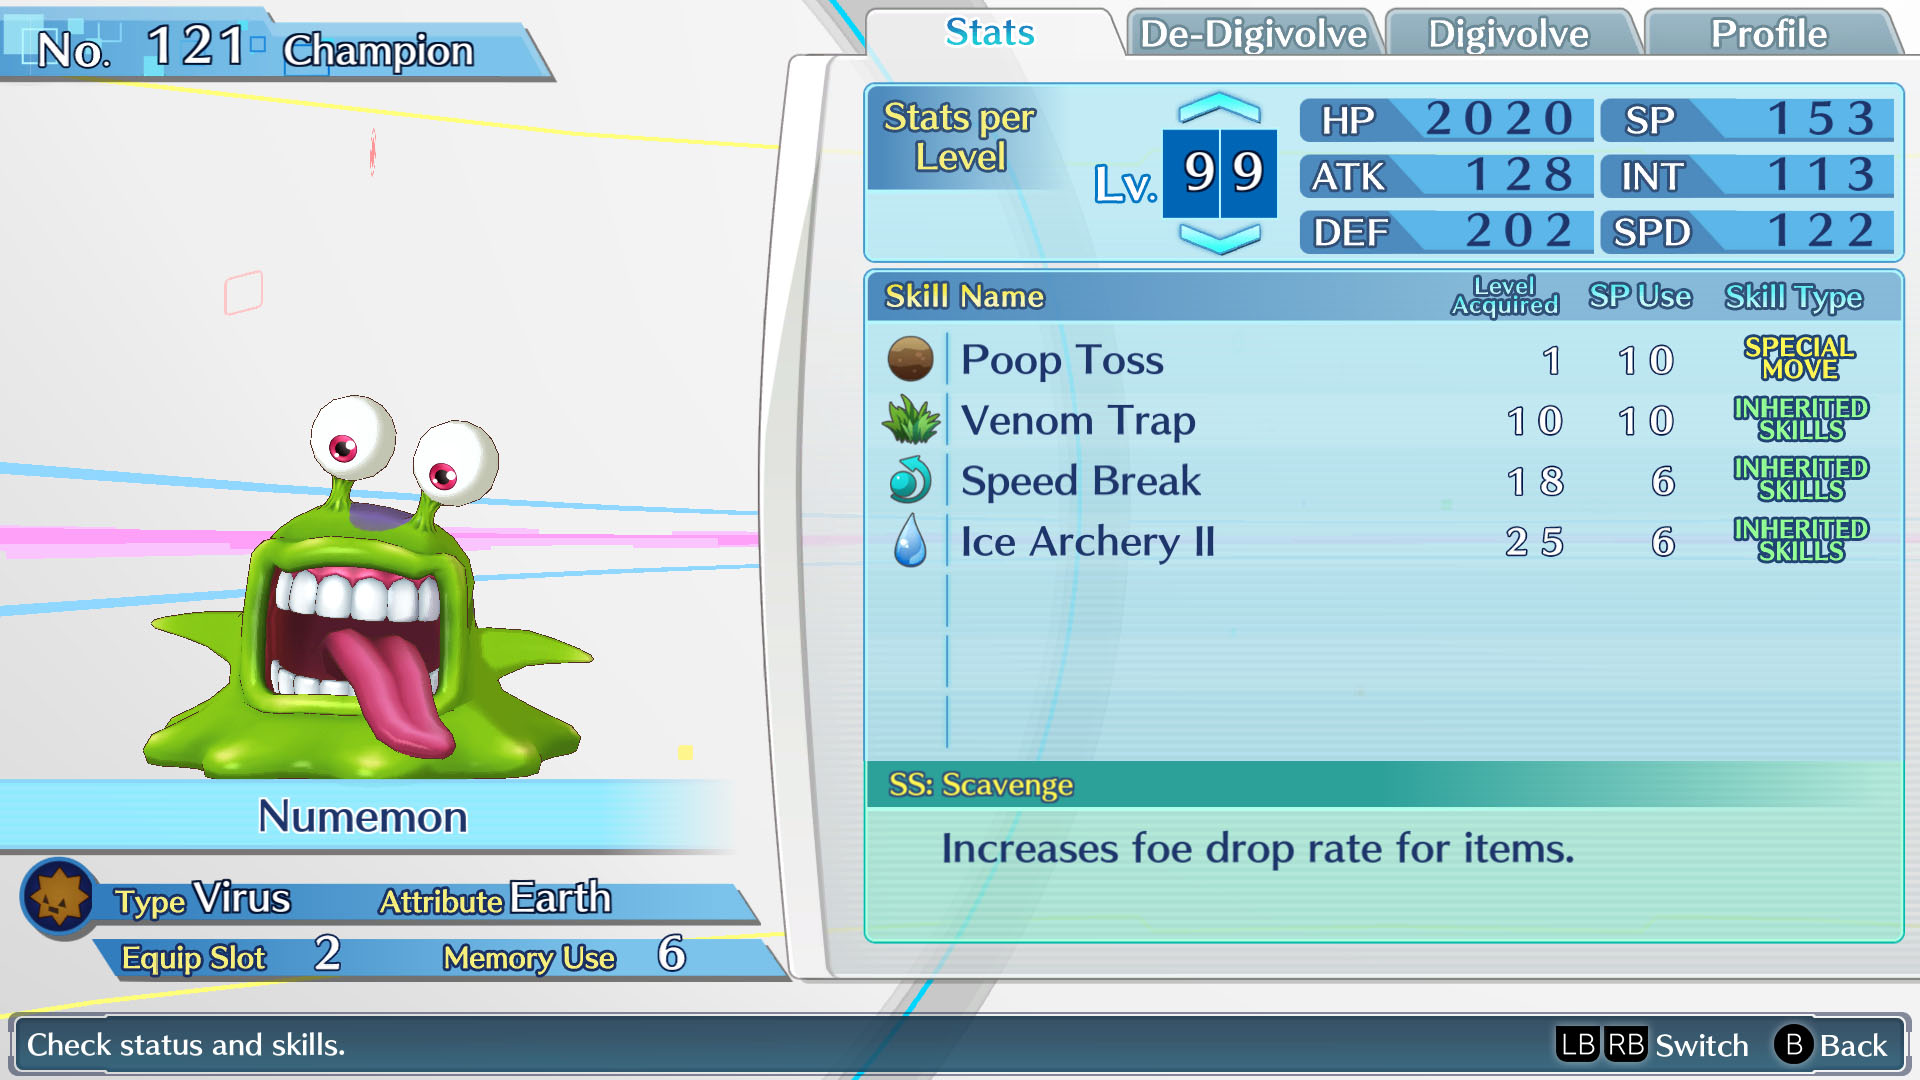 No. 121 Champion
Stats De-Digivolve Digivolve Profile
Stats per
Level
Lv. 99
HP 2020 SP 153
ATK 128 INT 113
DEF 202 SPD 122
Skill Name Level Acquired SP Use Skill Type
Poop Toss 1 10 SPECIAL MOVE
Venom Trap 10 10 INHERITED SKILLS
Speed Break 18 6 INHERITED SKILLS
Ice Archery II 25 6 INHERITED SKILLS
SS: Scavenge
Increases foe drop rate for items.
Numemon
Type Virus Attribute Earth
Equip Slot 2 Memory Use 6
Check status and skills.
LB RB Switch B Back